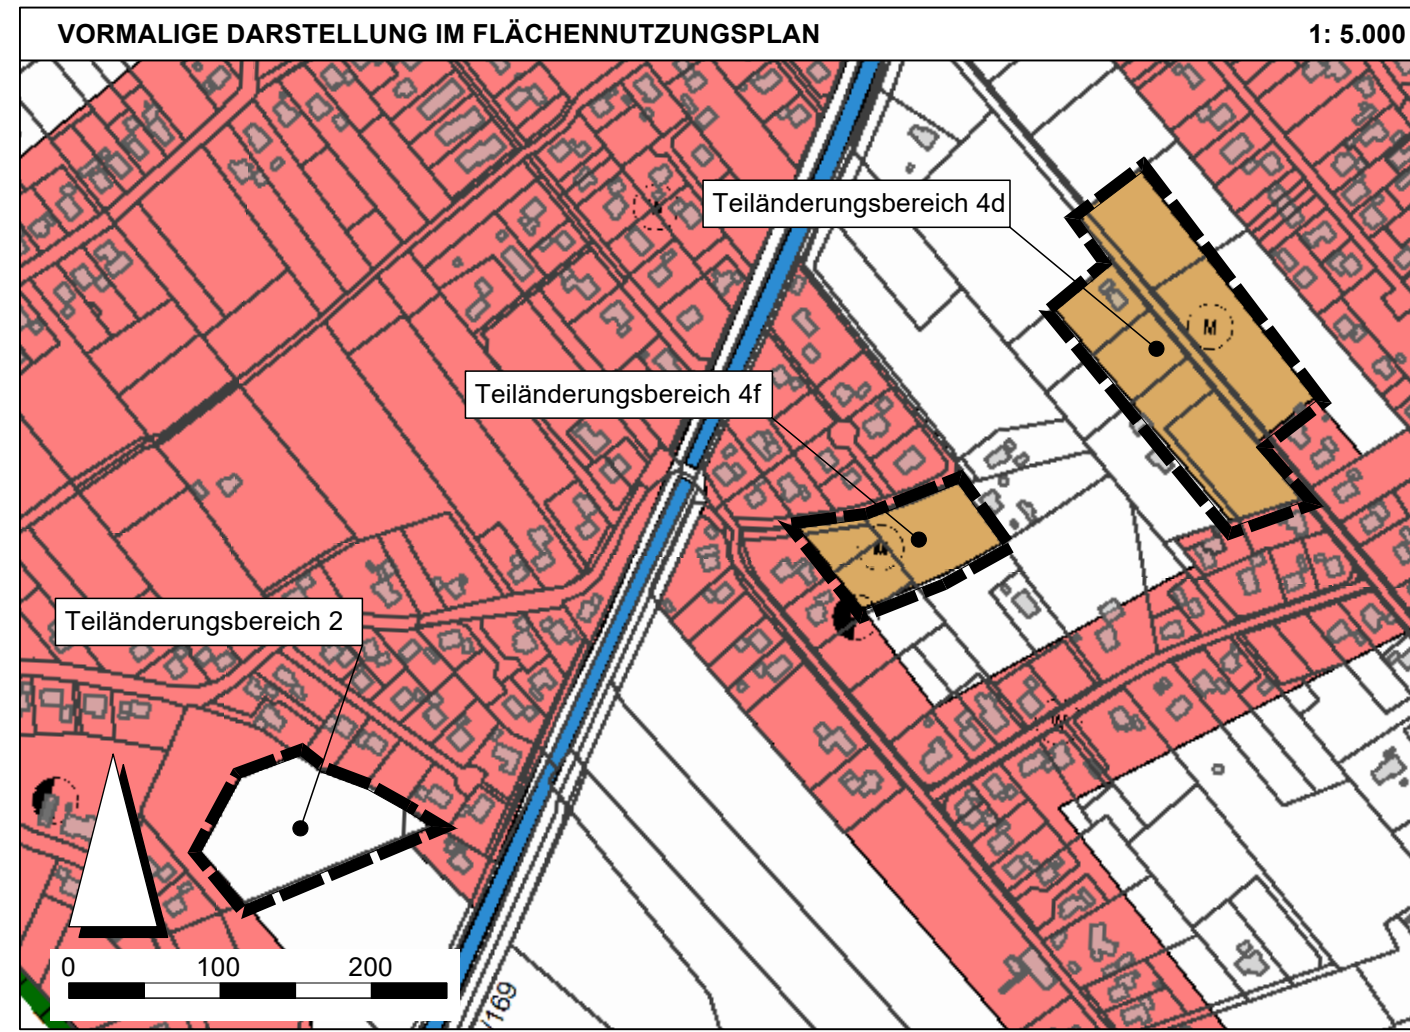 VORMALIGE DARSTELLUNG IM FLÄCHENNUTZUNGSPLAN 1: 5.000
Teiländerungsbereich 4d
M
Teiländerungsbereich 4f
Teiländerungsbereich 2
0 100 200
/169